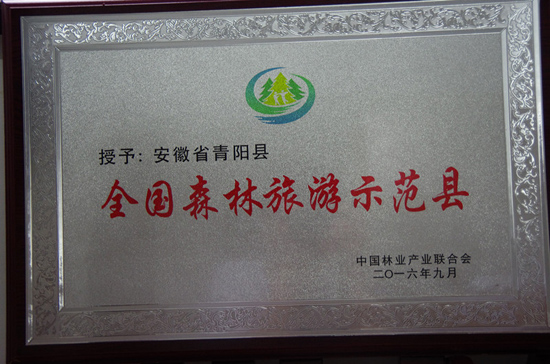 授予：安徽省青阳县
全国森林旅游示范县
中国林业产业联合会
二〇一六年九月